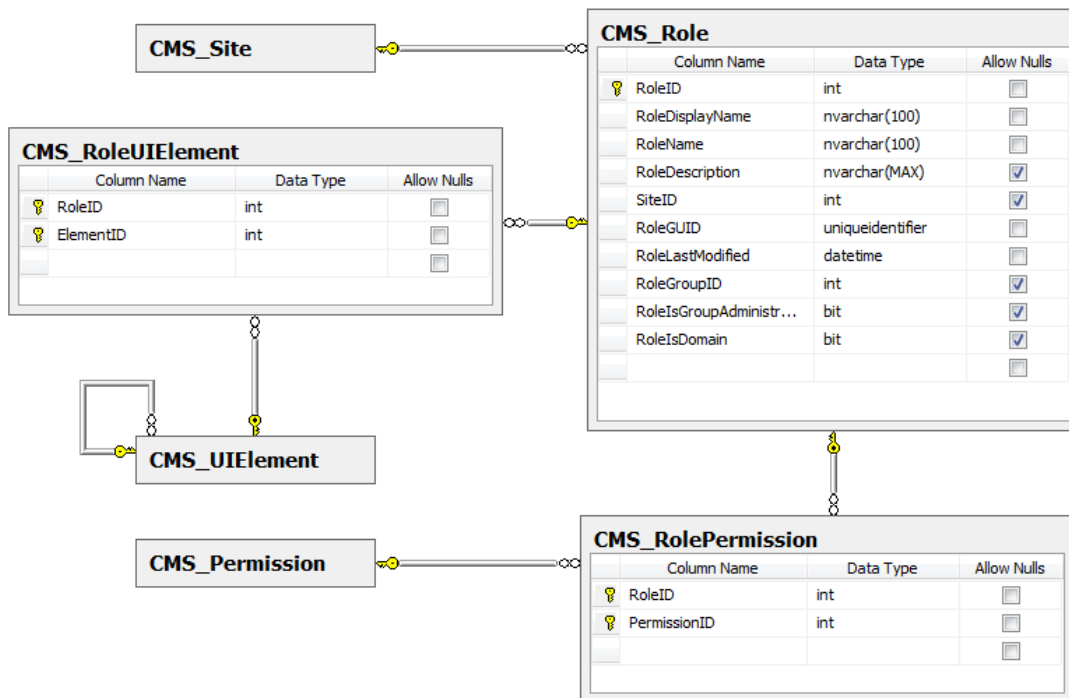 CMS_Site
CMS_Role
Column Name Data Type Allow Nulls
RoleID int
RoleDisplayName nvarchar(100)
RoleName nvarchar(100)
RoleDescription nvarchar(MAX)
SiteID int
RoleGUID uniqueidentifier
RoleLastModified datetime
RoleGroupID int
RoleIsGroupAdministr... bit
RoleIsDomain bit
CMS_RoleUIElement
Column Name Data Type Allow Nulls
RoleID int
ElementID int
CMS_UIElement
CMS_Permission
CMS_RolePermission
Column Name Data Type Allow Nulls
RoleID int
PermissionID int